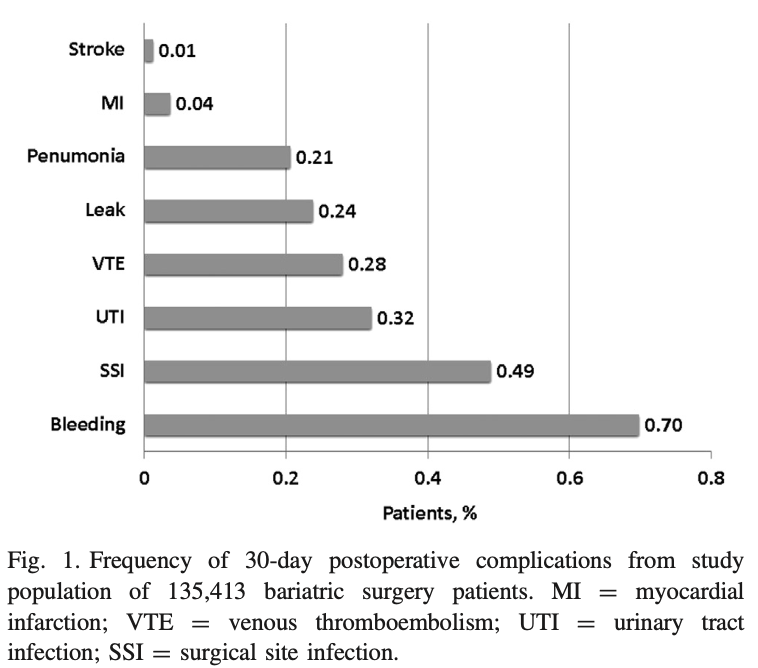 Stroke 0.01
MI 0.04
Penumonia 0.21
Leak 0.24
VTE 0.28
UTI 0.32
SSI 0.49
Bleeding 0.70
0 0.2 0.4 0.6 0.8
Patients, %
Fig. 1. Frequency of 30-day postoperative complications from study
population of 135,413 bariatric surgery patients. MI = myocardial
infarction; VTE = venous thromboembolism; UTI = urinary tract
infection; SSI = surgical site infection.